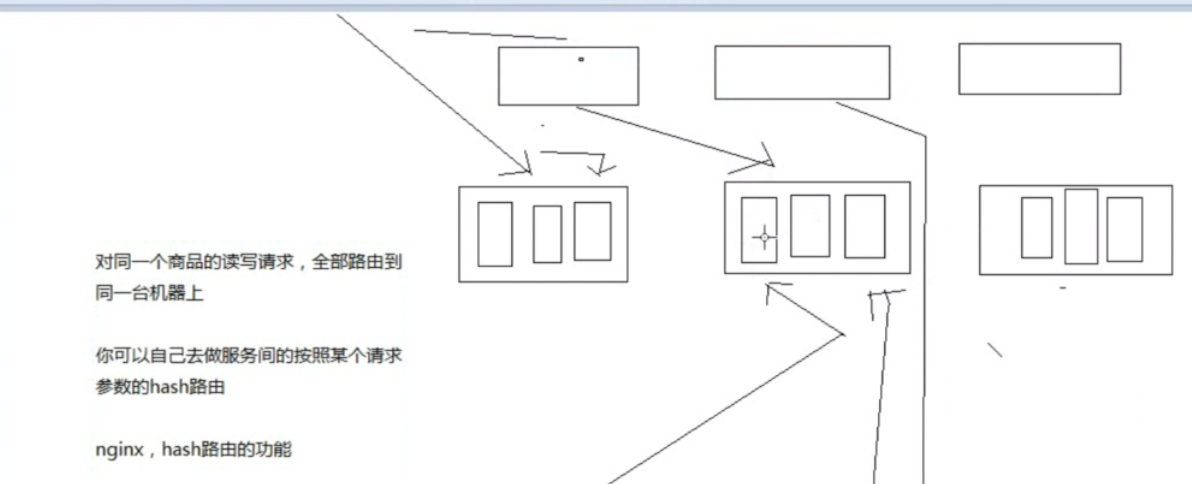 对同一个商品的读写请求，全部路由到
同一台机器上
你可以自己去做服务间的按照某个请求
参数的hash路由
nginx，hash路由的功能